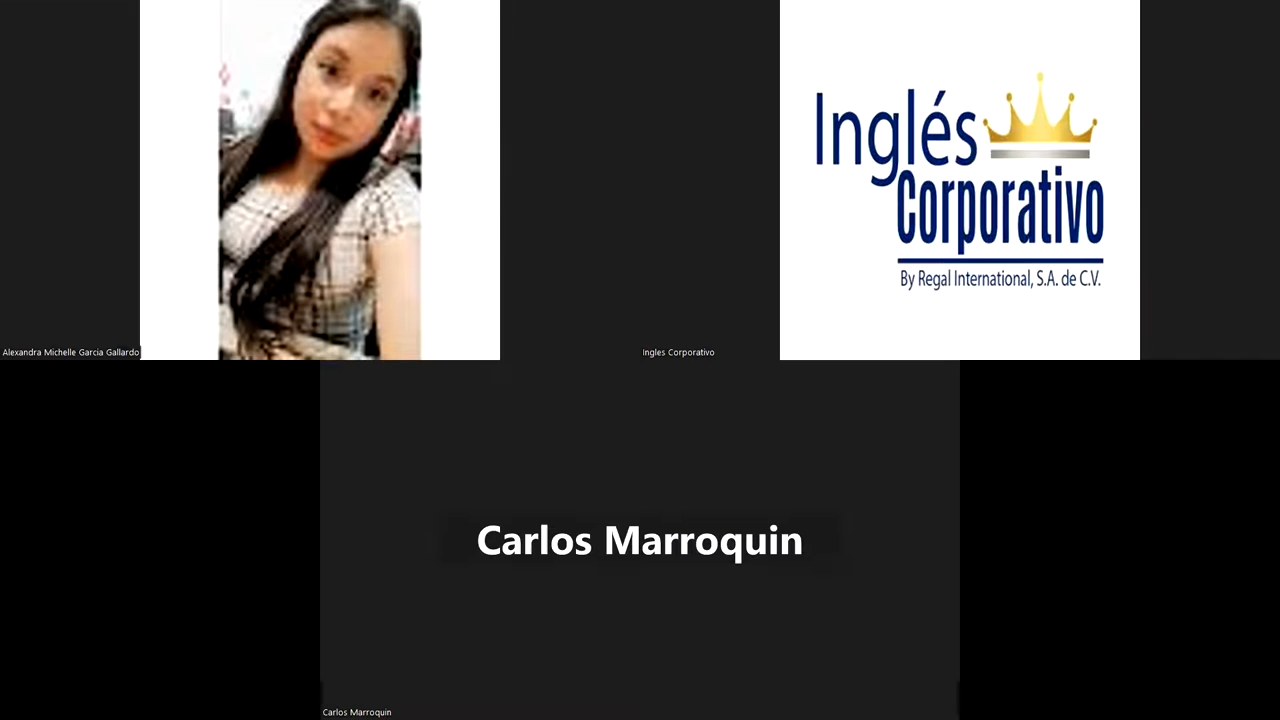 Inglés
Corporativo
By Regal International, S.A. de C.V.
Alexandra Michelle Garcia Gallardo
Ingles Corporativo
Carlos Marroquin
Carlos Marroquin